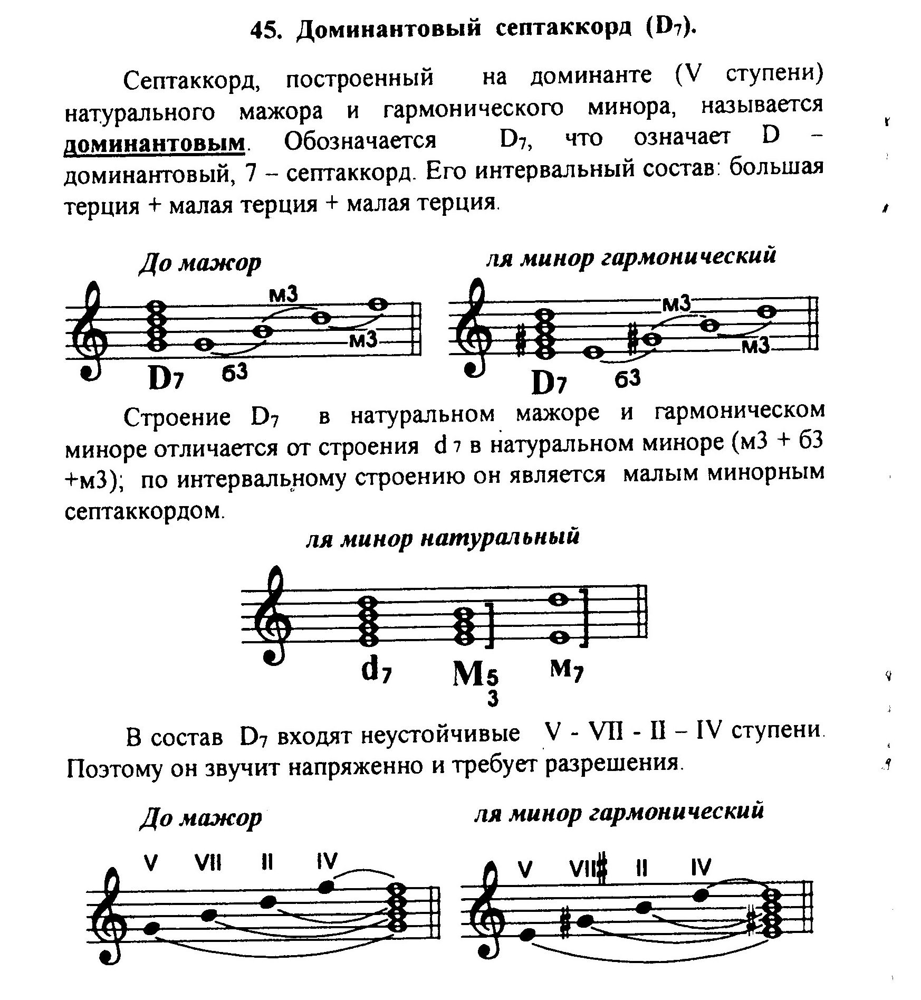 45. Доминантовый септаккорд (D7).
Септаккорд, построенный на доминанте (V ступени)
натурального мажора и гармонического минора, называется
доминантовым. Обозначается D7, что означает D –
доминантовый, 7 – септаккорд. Его интервальный состав: большая
терция + малая терция + малая терция.
До мажор
ля минор гармонический
м3
м3
м3
м3
D7
б3
D7
б3
Строение D7 в натуральном мажоре и гармоническом
миноре отличается от строения d 7 в натуральном миноре (м3 + б3
+м3); по интервальному строению он является малым минорным
септаккордом.
ля минор натуральный
d7
M5
3
м7
В состав D7 входят неустойчивые V - VII - II – IV ступени.
Поэтому он звучит напряженно и требует разрешения.
До мажор
ля минор гармонический
V VII II IV
V VII♯ II IV